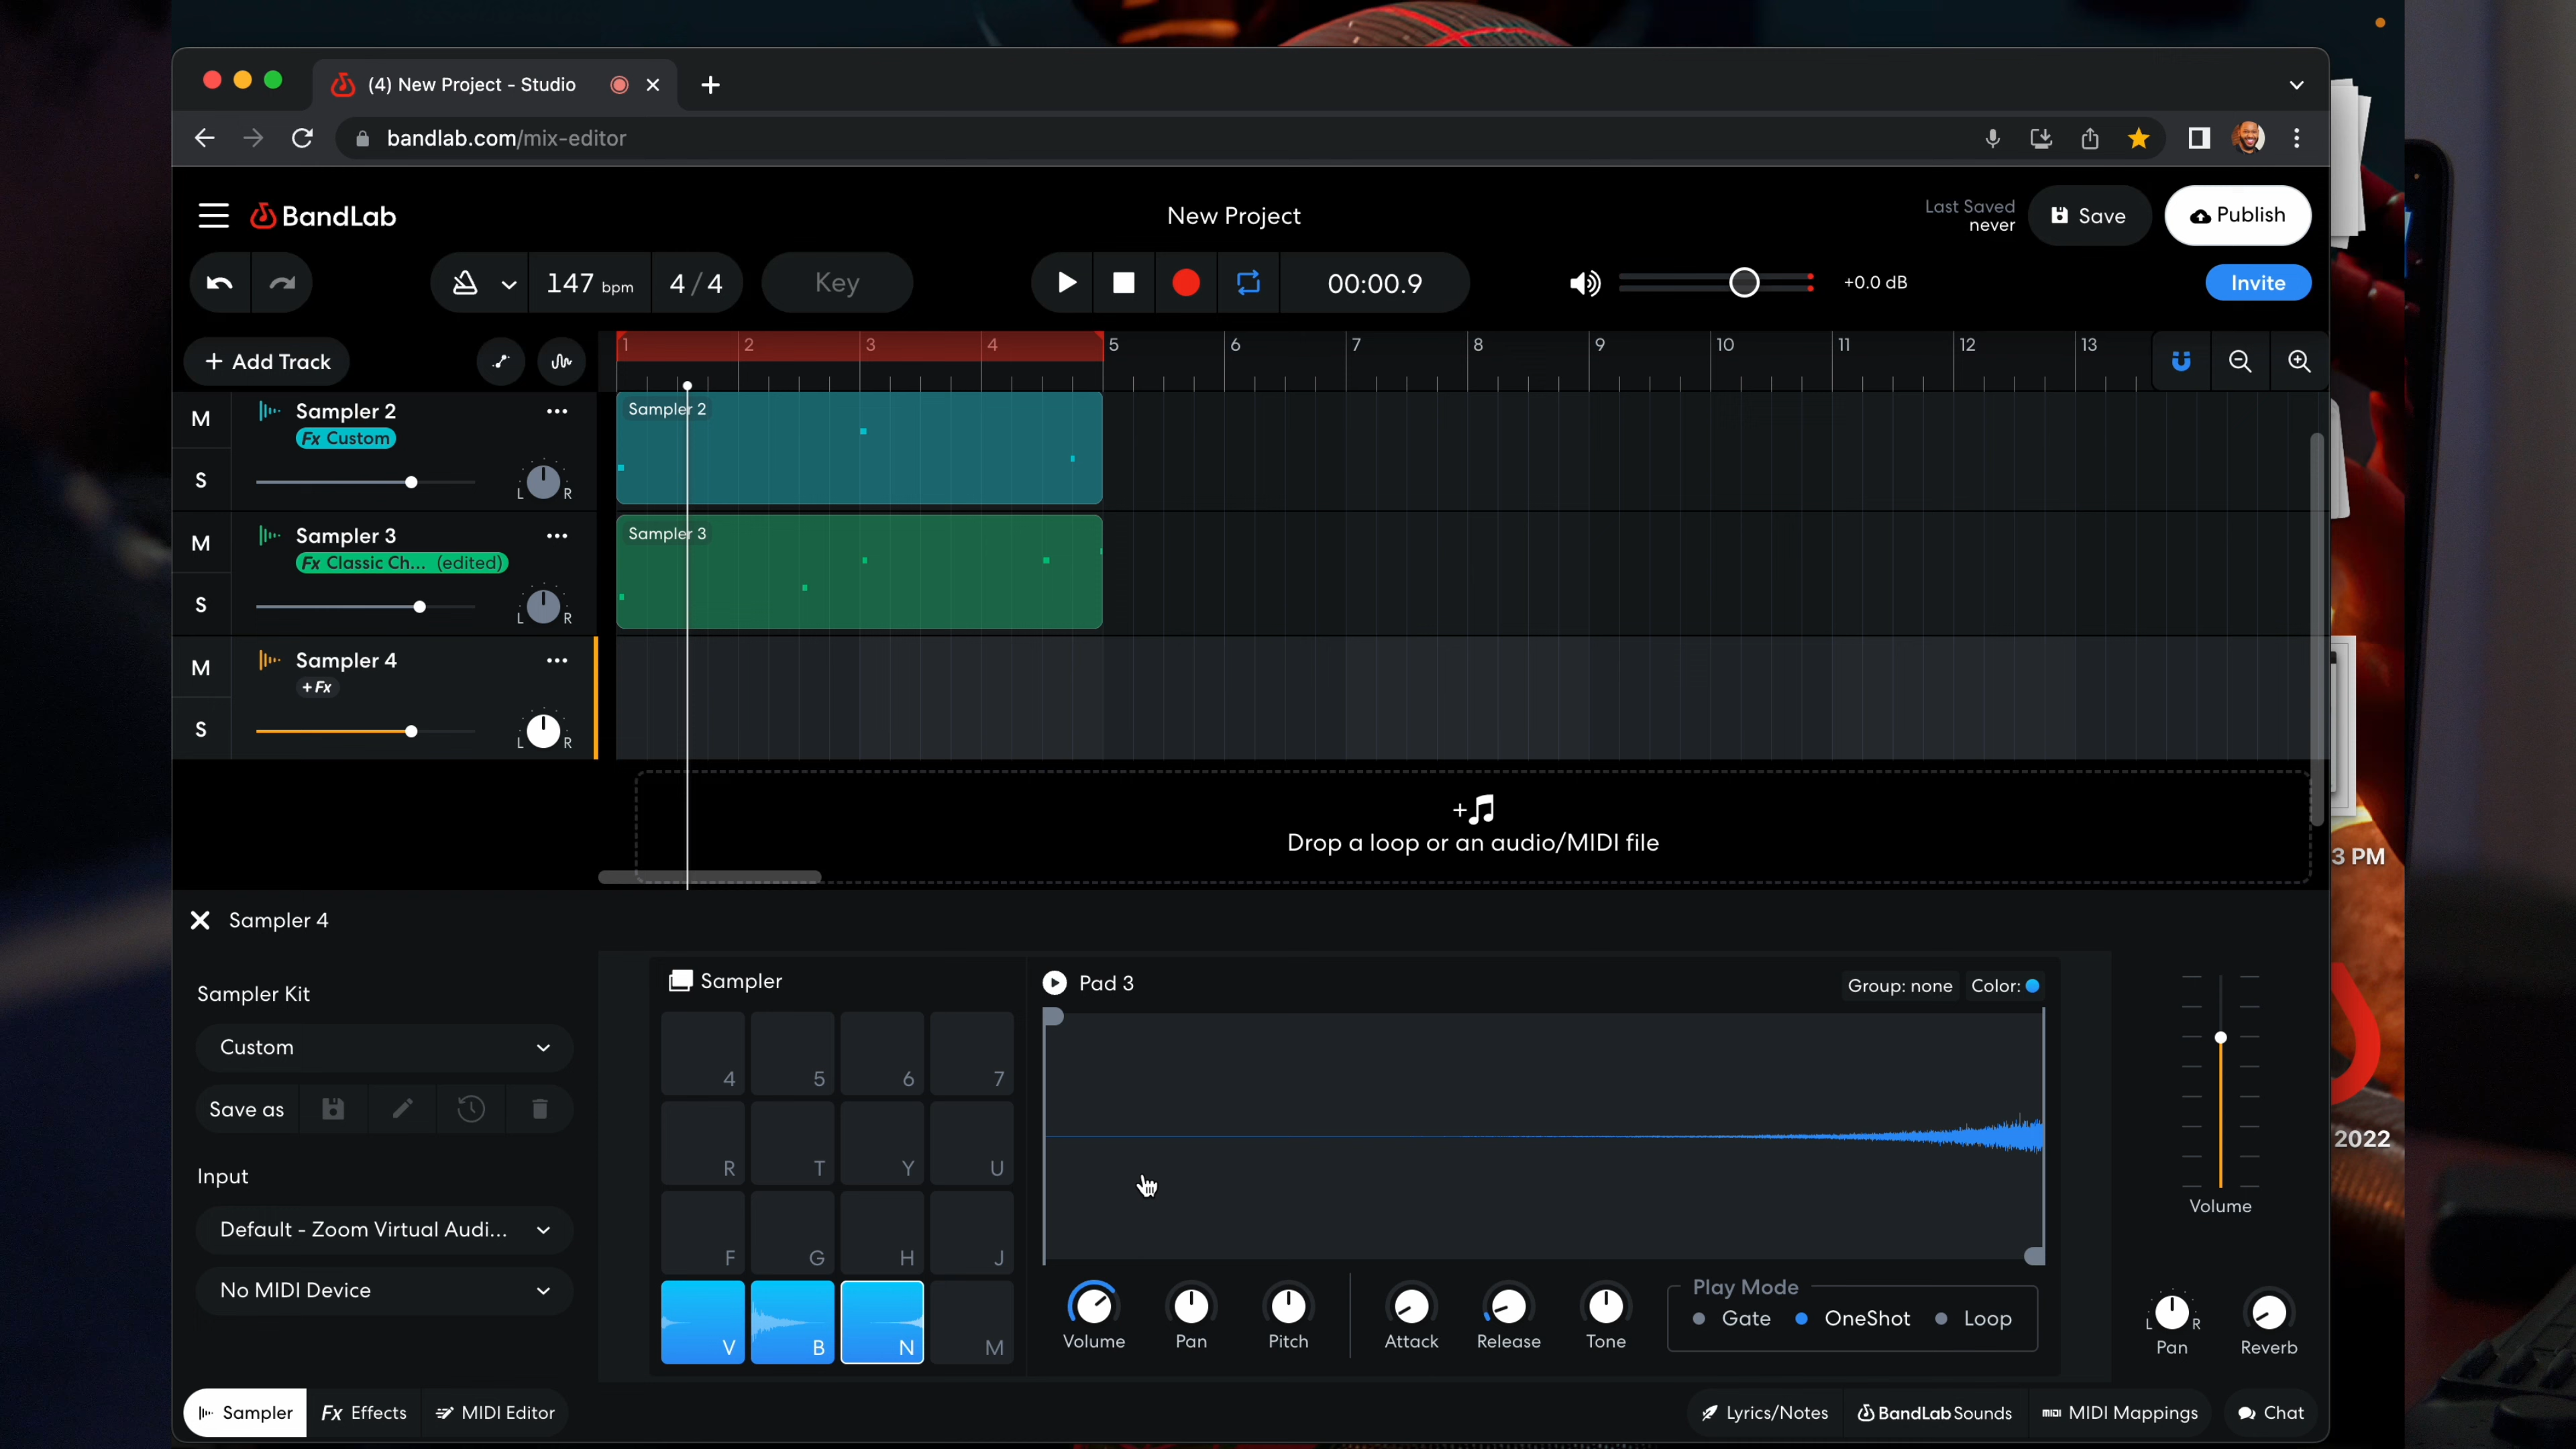 (4) New Project - Studio
bandlab.com/mix-editor
BandLab
New Project
Last Saved
never
Save
Publish
147 bpm
4 / 4
Key
00:00.9
+0.0 dB
Invite
+ Add Track
1 2 3 4 5 6 7 8 9 10 11 12 13
M
Sampler 2
Fx Custom
S
L R
Sampler 2
M
Sampler 3
Fx Classic Ch... (edited)
S
L R
Sampler 3
M
Sampler 4
+Fx
S
L R
Drop a loop or an audio/MIDI file
3 PM
Sampler 4
Sampler Kit
Custom
Save as
Input
Default - Zoom Virtual Audi...
No MIDI Device
Sampler
4 5 6 7
R T Y U
F G H J
V B N M
Pad 3
Group: none
Color:
Volume
Pan
Pitch
Attack
Release
Tone
Play Mode
Gate
OneShot
Loop
Volume
L R
Pan
Reverb
2022
Sampler
Fx Effects
MIDI Editor
Lyrics/Notes
BandLab Sounds
MIDI Mappings
Chat